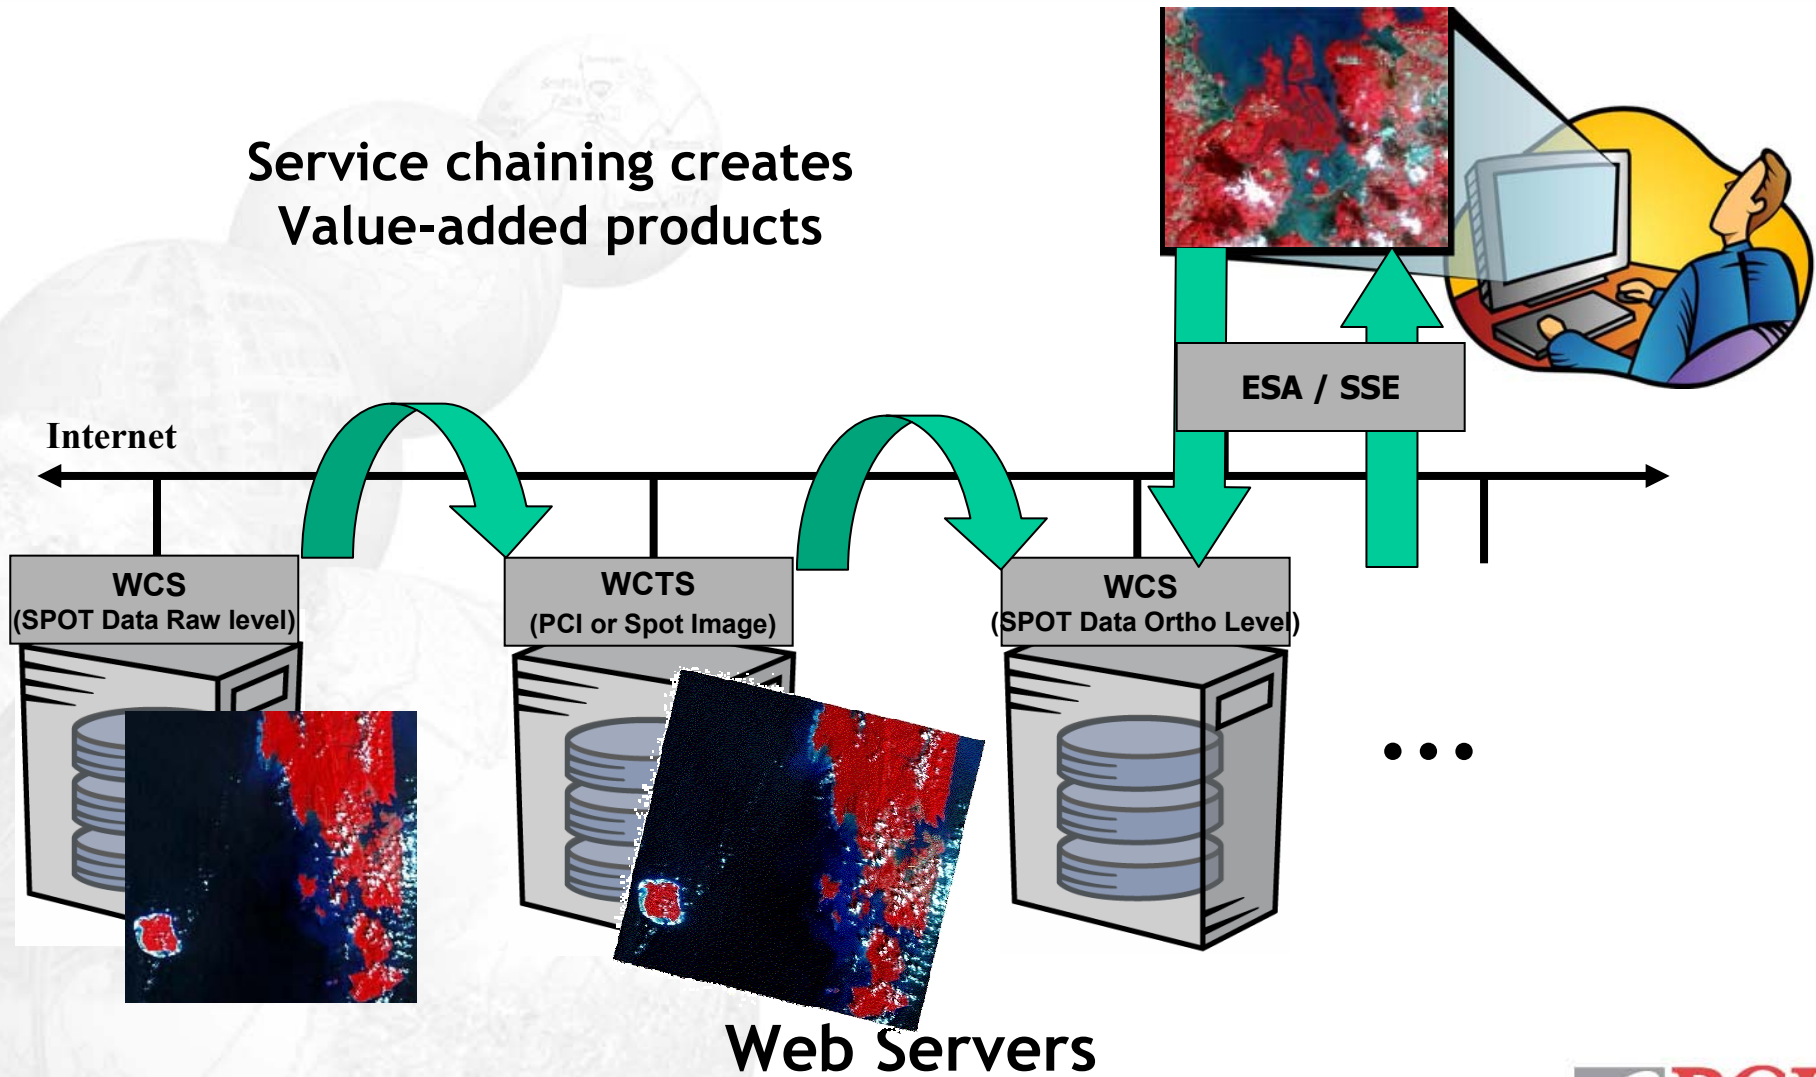 Service chaining creates
Value-added products
ESA / SSE
Internet
WCS
(SPOT Data Raw level)
WCTS
(PCI or Spot Image)
WCS
(SPOT Data Ortho Level)
...
Web Servers